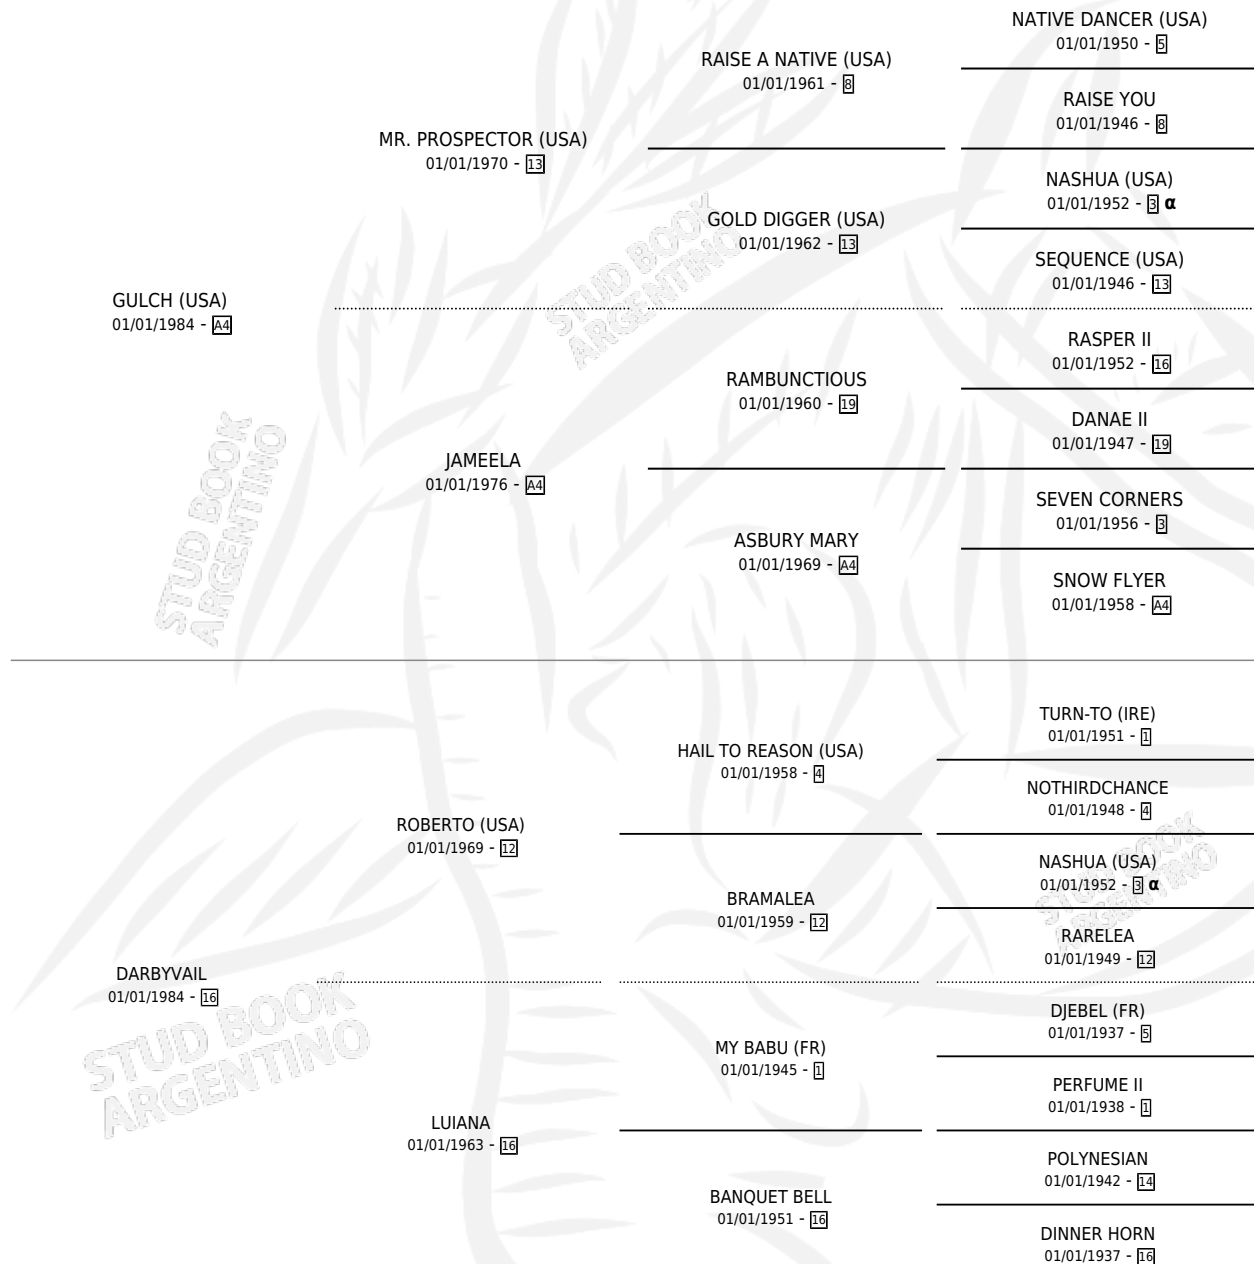 NATIVE DANCER (USA)
01/01/1950 - 5
RAISE A NATIVE (USA)
01/01/1961 - 8
RAISE YOU
01/01/1946 - 8
MR. PROSPECTOR (USA)
01/01/1970 - 13
NASHUA (USA)
01/01/1952 - 3 α
GOLD DIGGER (USA)
01/01/1962 - 13
SEQUENCE (USA)
01/01/1946 - 13
GULCH (USA)
01/01/1984 - A4
RASPER II
01/01/1952 - 16
RAMBUNCTIOUS
01/01/1960 - 19
DANAE II
01/01/1947 - 19
JAMEELA
01/01/1976 - A4
SEVEN CORNERS
01/01/1956 - 3
ASBURY MARY
01/01/1969 - A4
SNOW FLYER
01/01/1958 - A4
TURN-TO (IRE)
01/01/1951 - 1
HAIL TO REASON (USA)
01/01/1958 - 4
NOTHIRDCHANCE
01/01/1948 - 4
ROBERTO (USA)
01/01/1969 - 12
NASHUA (USA)
01/01/1952 - 3 α
BRAMALEA
01/01/1959 - 12
RARELEA
01/01/1949 - 12
DARBYVAIL
01/01/1984 - 16
DJEBEL (FR)
01/01/1937 - 5
MY BABU (FR)
01/01/1945 - 1
PERFUME II
01/01/1938 - 1
LUIANA
01/01/1963 - 16
POLYNESIAN
01/01/1942 - 14
BANQUET BELL
01/01/1951 - 16
DINNER HORN
01/01/1937 - 16
STUD BOOK
ARGENTINO
STUD BOOK
ARGENTINO
STUD BOOK
ARGENTINO
STUD BOOK
ARGENTINO